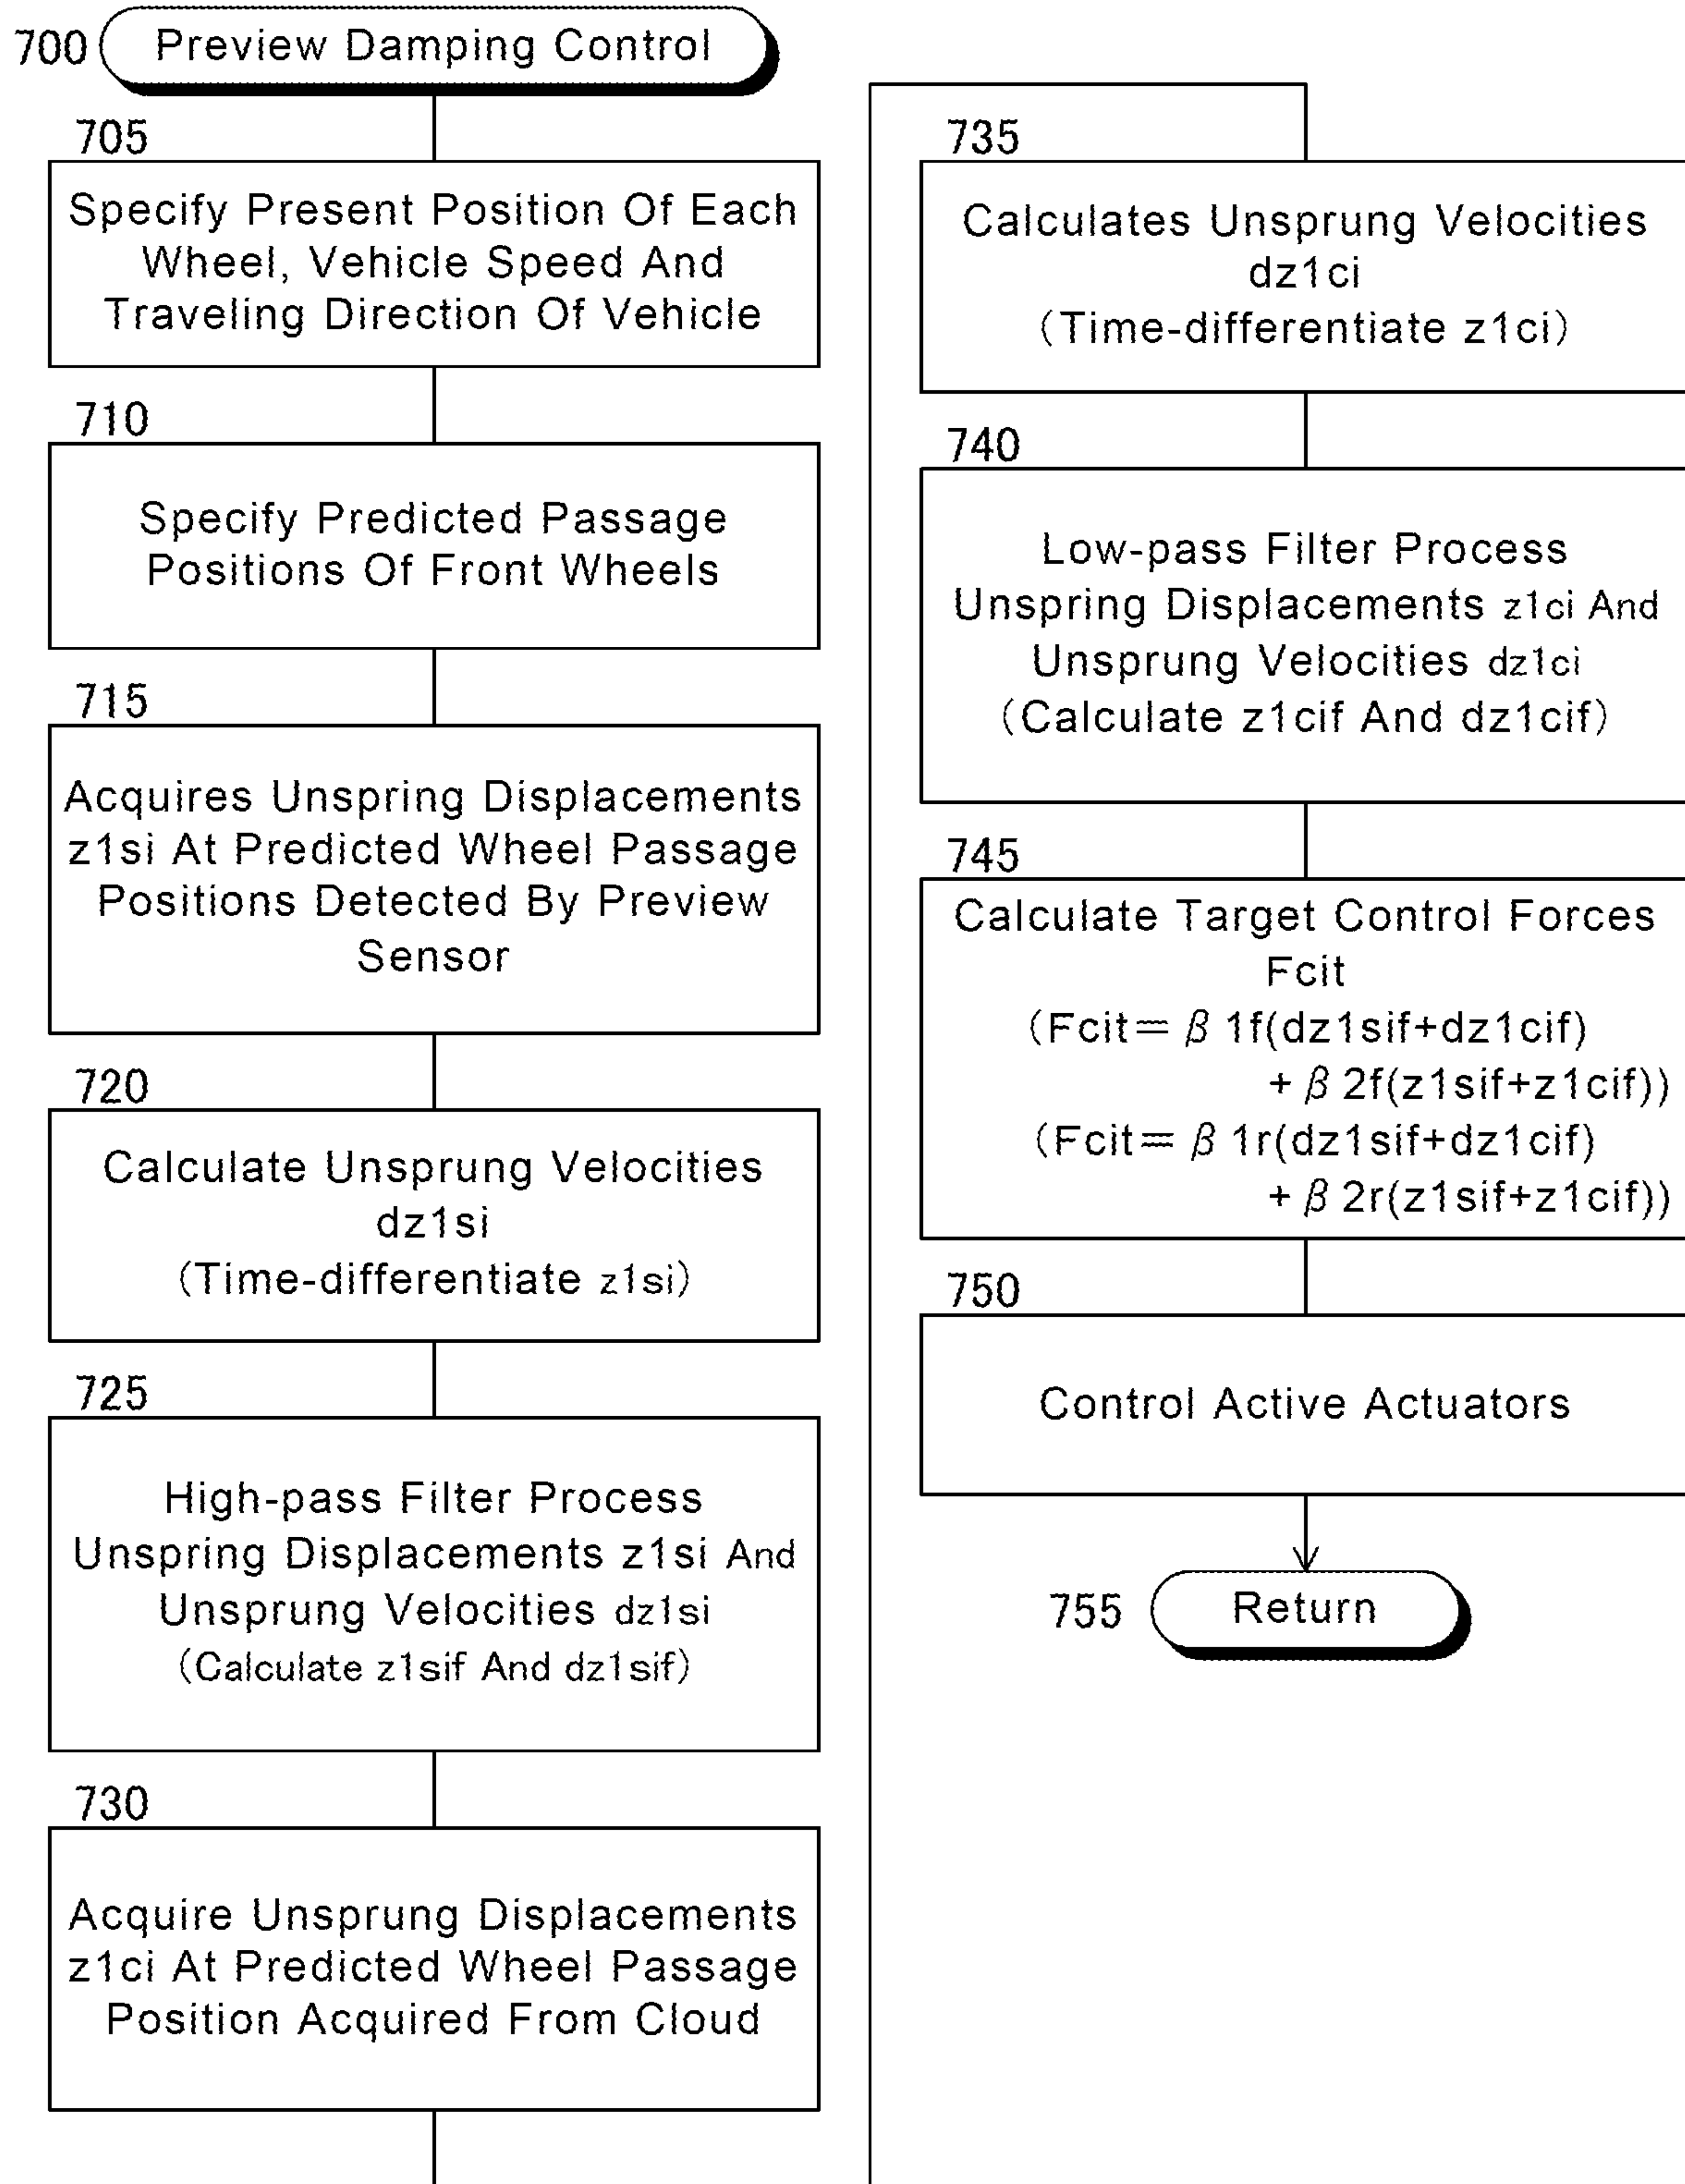 700 Preview Damping Control
705
Specify Present Position Of Each
Wheel, Vehicle Speed And
Traveling Direction Of Vehicle
710
Specify Predicted Passage
Positions Of Front Wheels
715
Acquires Unspring Displacements
z1si At Predicted Wheel Passage
Positions Detected By Preview
Sensor
720
Calculate Unsprung Velocities
dz1si
(Time-differentiate z1si)
725
High-pass Filter Process
Unspring Displacements z1si And
Unsprung Velocities dz1si
(Calculate z1sif And dz1sif)
730
Acquire Unsprung Displacements
z1ci At Predicted Wheel Passage
Position Acquired From Cloud
735
Calculates Unsprung Velocities
dz1ci
(Time-differentiate z1ci)
740
Low-pass Filter Process
Unspring Displacements z1ci And
Unsprung Velocities dz1ci
(Calculate z1cif And dz1cif)
745
Calculate Target Control Forces
Fcit
(Fcit= β 1f(dz1sif+dz1cif)
+ β 2f(z1sif+z1cif))
(Fcit= β 1r(dz1sif+dz1cif)
+ β 2r(z1sif+z1cif))
750
Control Active Actuators
755 Return